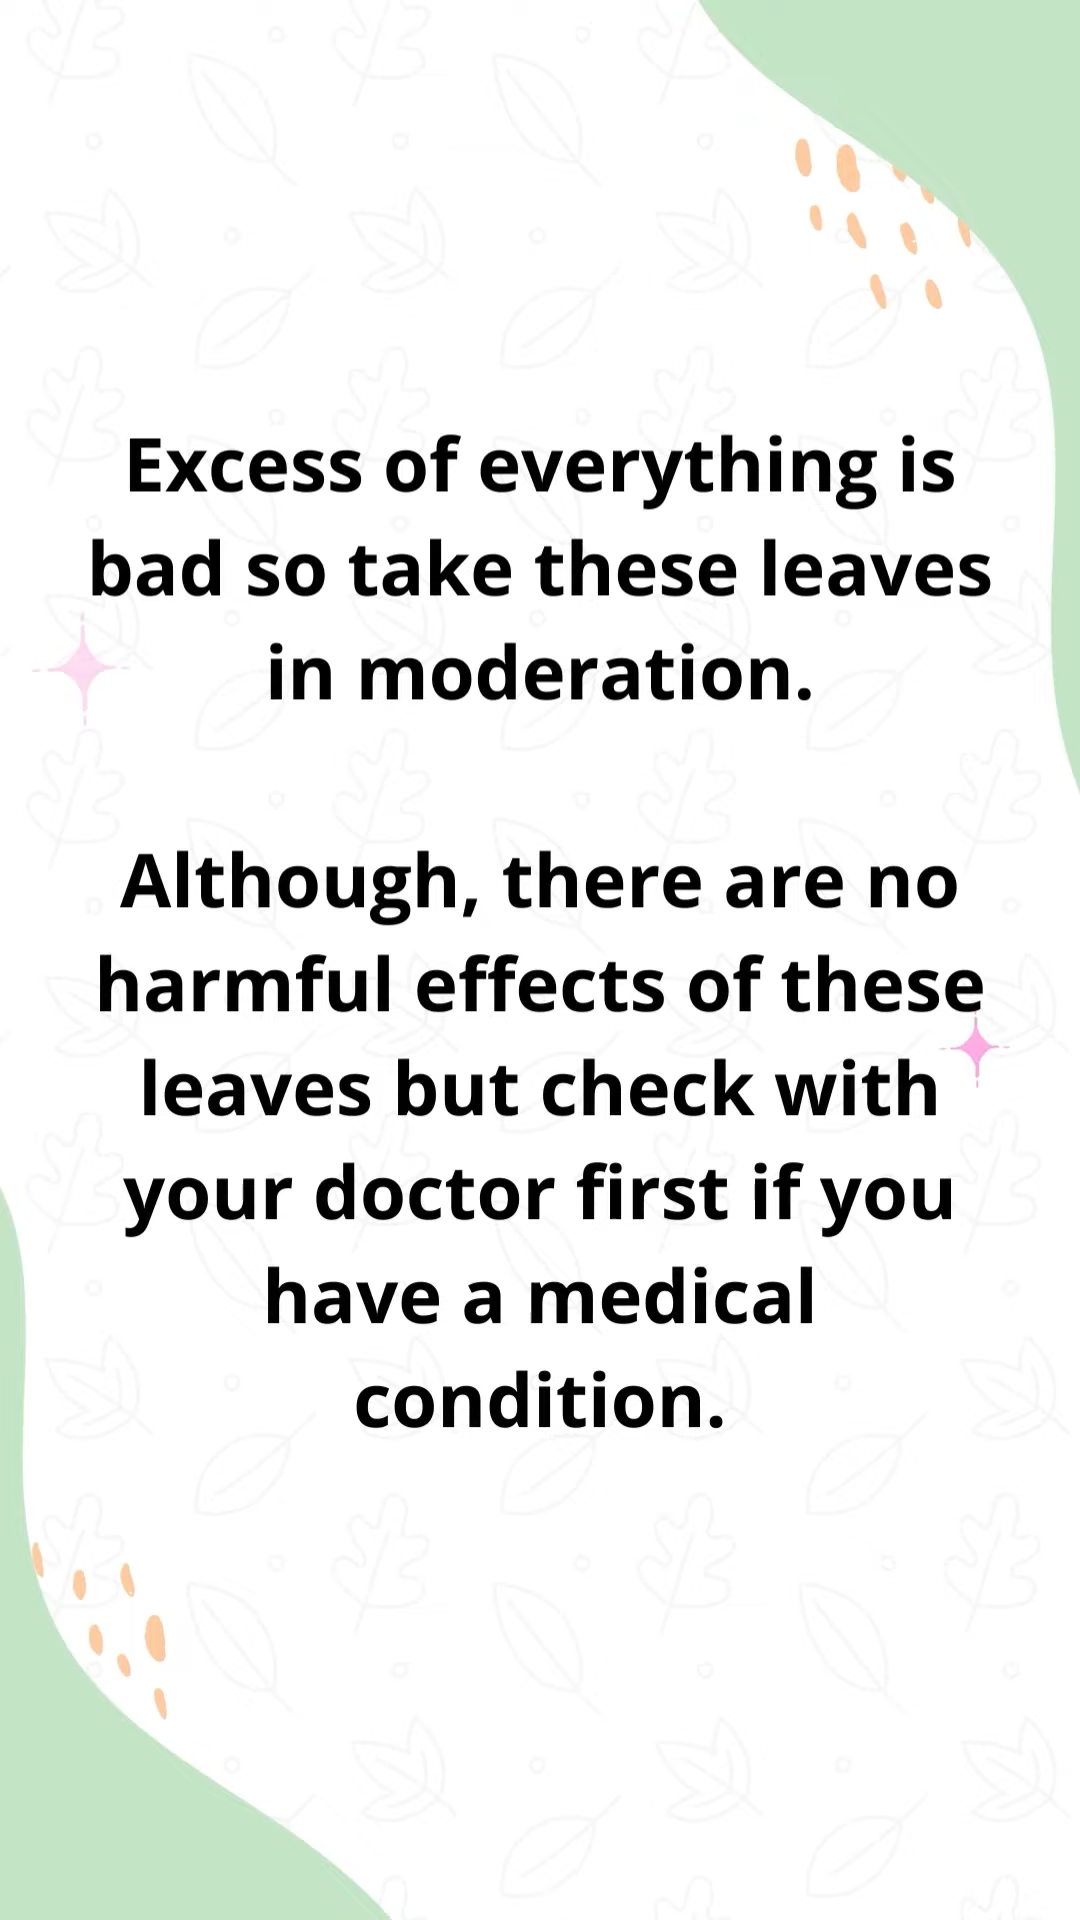 Excess of everything is
bad so take these leaves
in moderation.
Although, there are no
harmful effects of these
leaves but check with
your doctor first if you
have a medical
condition.